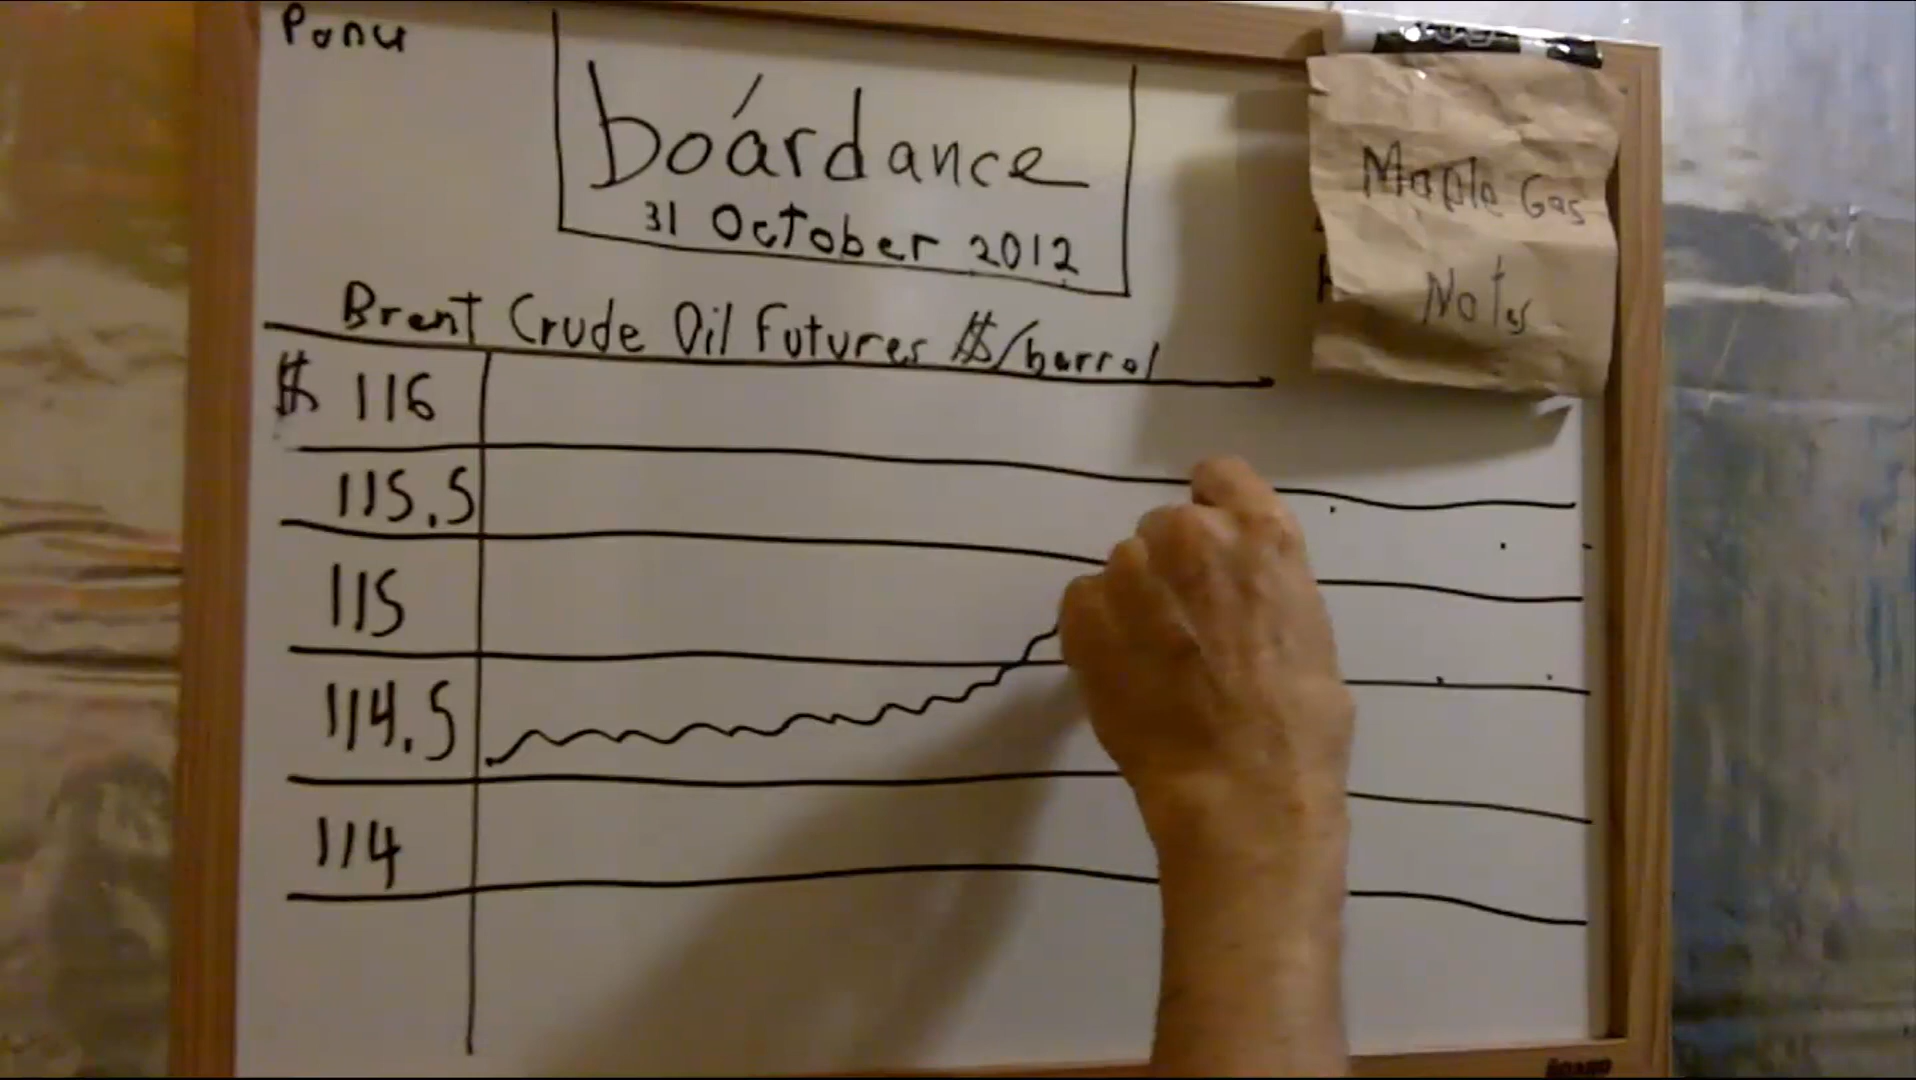 Panu
boárdance
31 October 2012
Maple Gas
Notes
Brent Crude Oil Futures $/barrel
$ 116
115.5
115
114.5
114